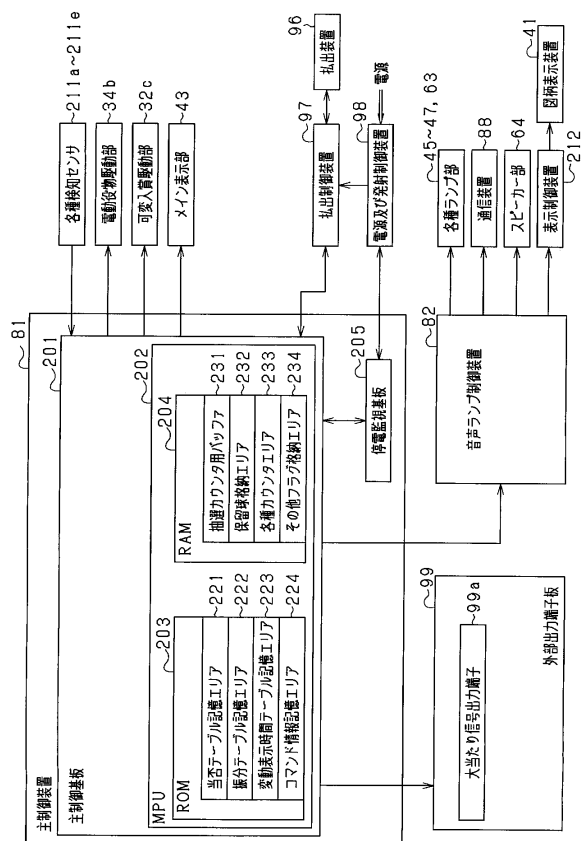 主制御装置
81
主制御基板
201
MPU
202
ROM
203
当否テーブル記憶エリア
221
振分テーブル記憶エリア
222
変動表示時間テーブル記憶エリア
223
コマンド情報記憶エリア
224
RAM
204
抽選カウンタ用バッファ
231
保留球格納エリア
232
各種カウンタエリア
233
その他フラグ格納エリア
234
停電監視基板
205
各種検知センサ
211a~211e
電動役物駆動部
34b
可変入賞駆動部
32c
メイン表示部
43
払出制御装置
97
払出装置
96
電源及び発射制御装置
98
電源
外部出力端子板
99
大当たり信号出力端子
99a
音声ランプ制御装置
82
各種ランプ部
45~47, 63
通信装置
88
スピーカー部
64
表示制御装置
212
図柄表示装置
41